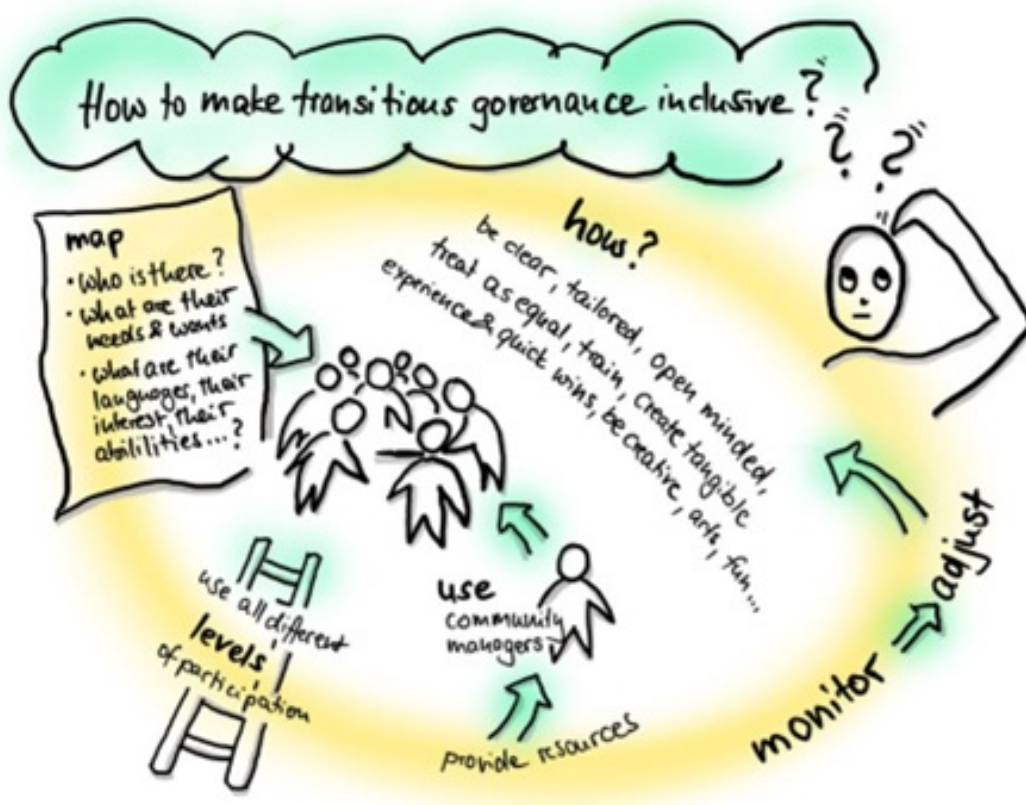 How to make transitions governance inclusive?
? ?
map
• Who is there?
• What are their
needs & wants
• what are their
languages, their
interest, their
abilities...?
how?
be clear, tailored, open minded,
treat as equal, train, create tangible
experience & quick wins, be creative, arts, fun...
use all different
levels
of participation
use
community
managers
provide resources
monitor
adjust